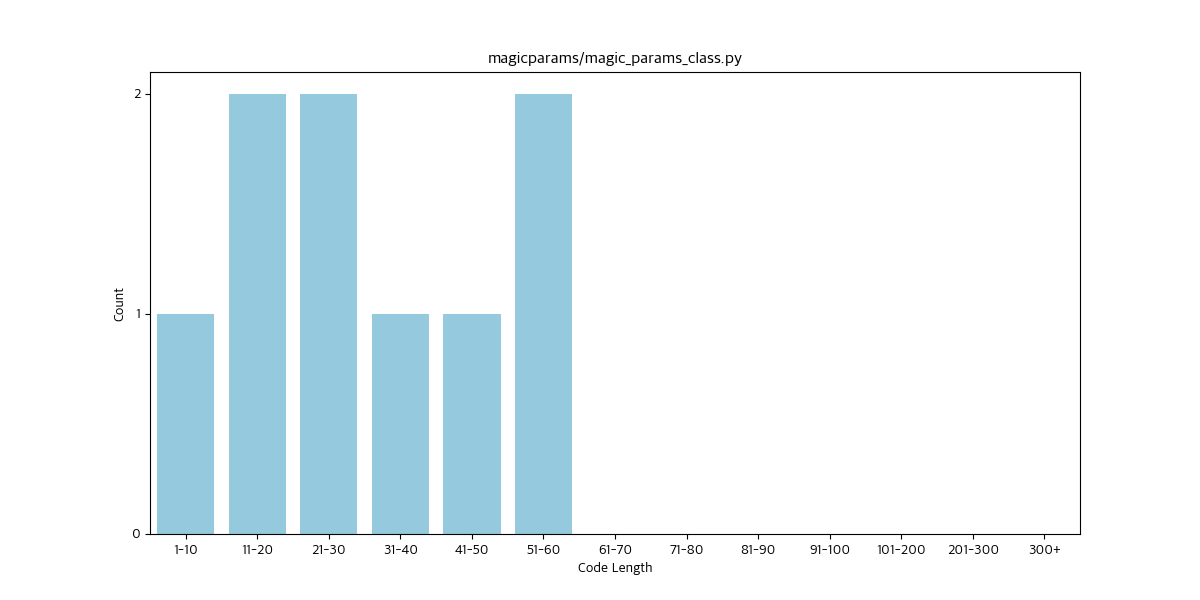 magicparams/magic_params_class.py
Count
2
1
0
1-10 11-20 21-30 31-40 41-50 51-60 61-70 71-80 81-90 91-100 101-200 201-300 300+
Code Length